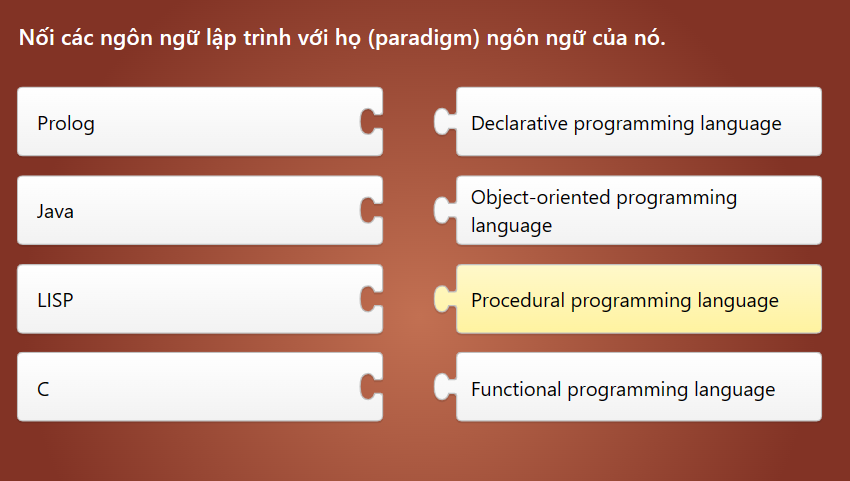 Nối các ngôn ngữ lập trình với họ (paradigm) ngôn ngữ của nó.
Prolog
Declarative programming language
Java
Object-oriented programming
language
LISP
Procedural programming language
C
Functional programming language